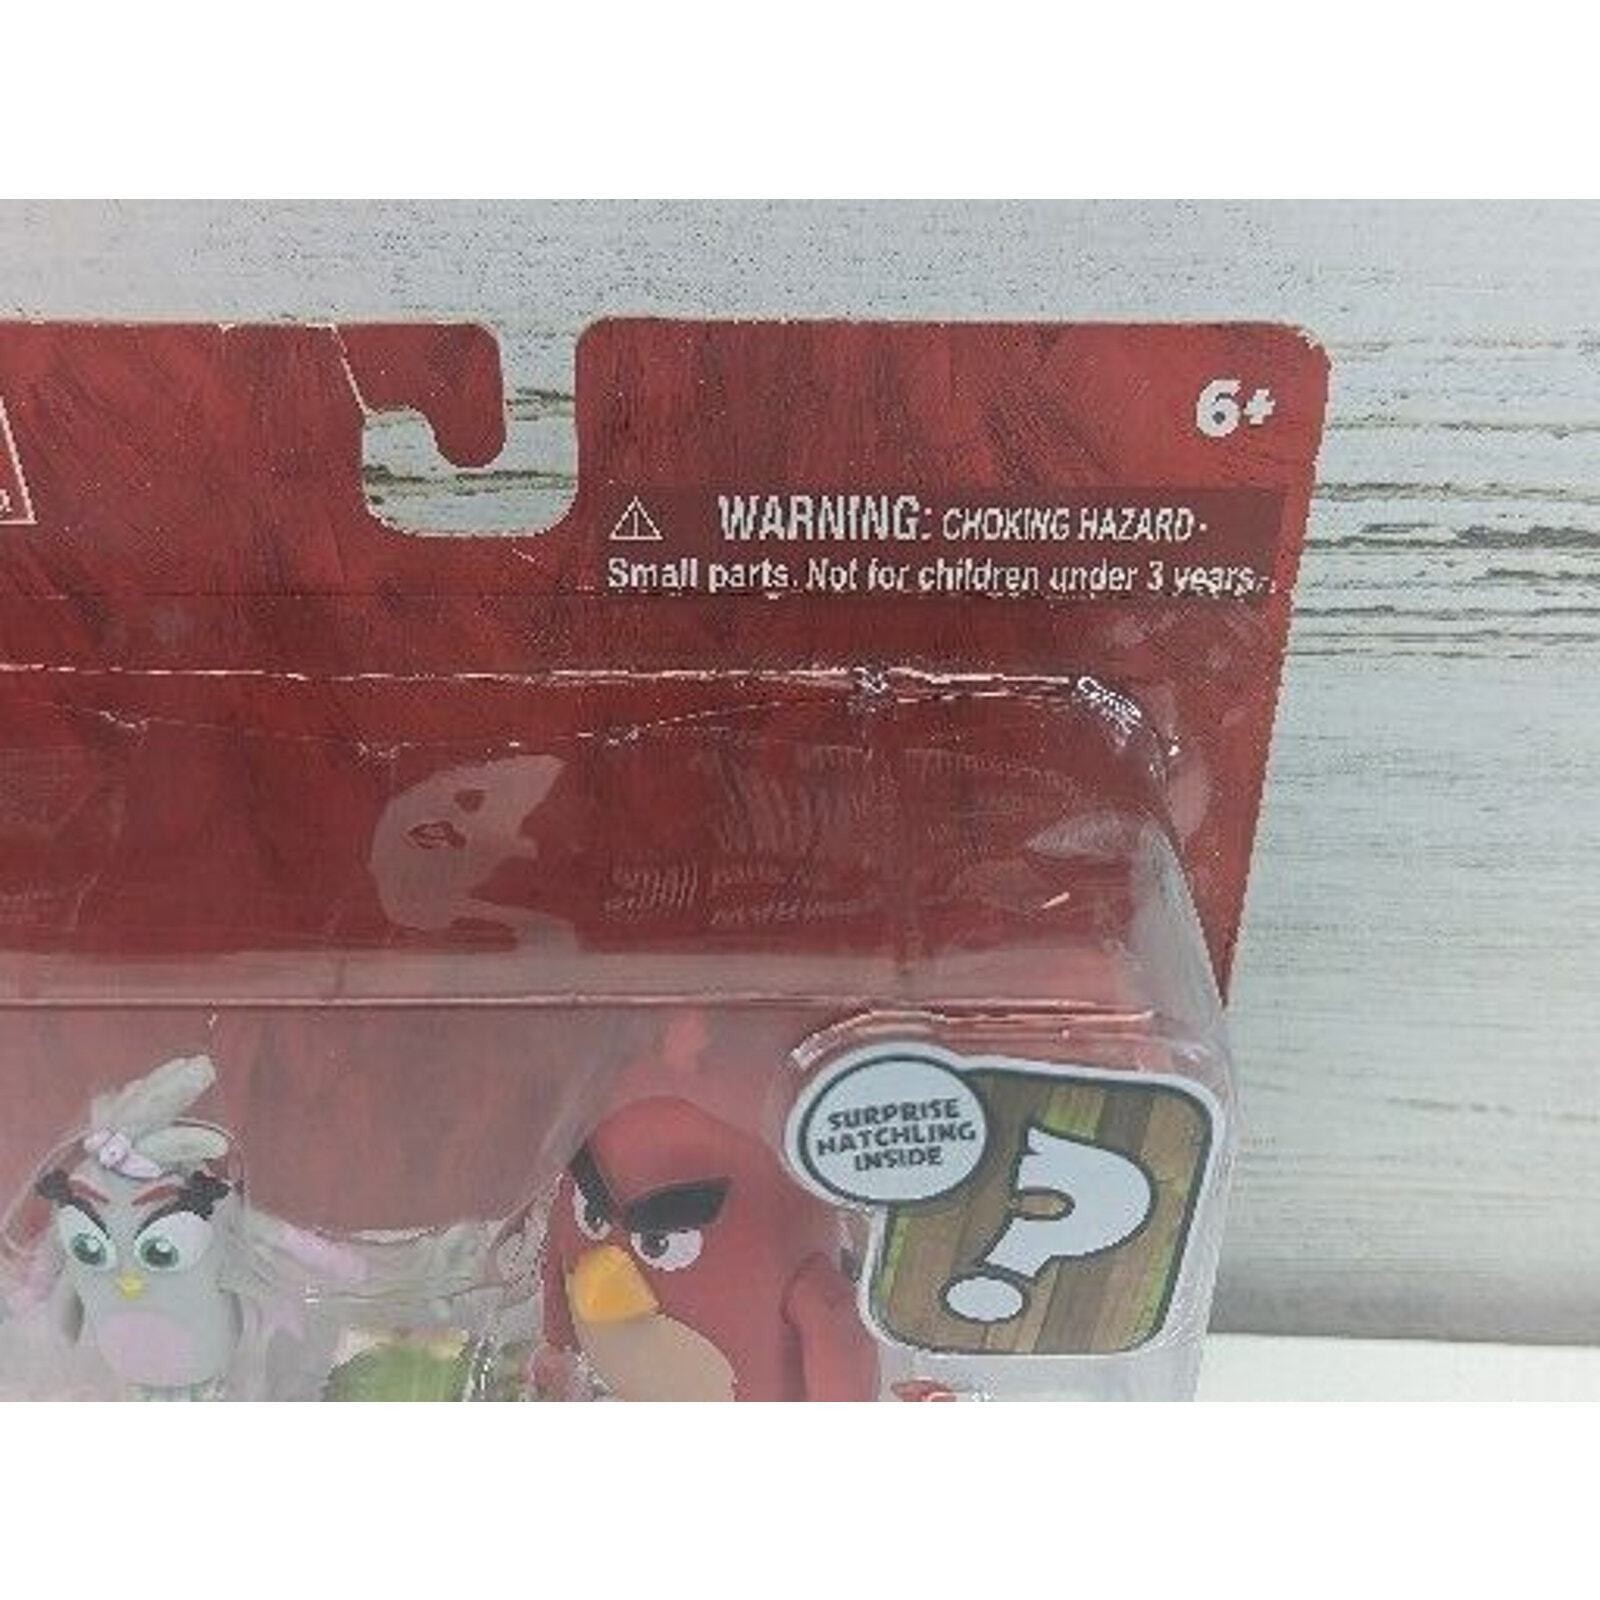 6+
⚠ WARNING: CHOKING HAZARD-
Small parts. Not for children under 3 years.
SURPRISE
HATCHLING
INSIDE
?